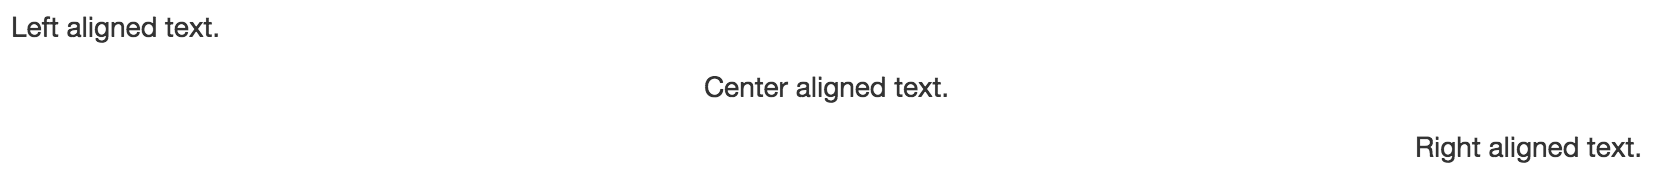 Left aligned text.
Center aligned text.
Right aligned text.